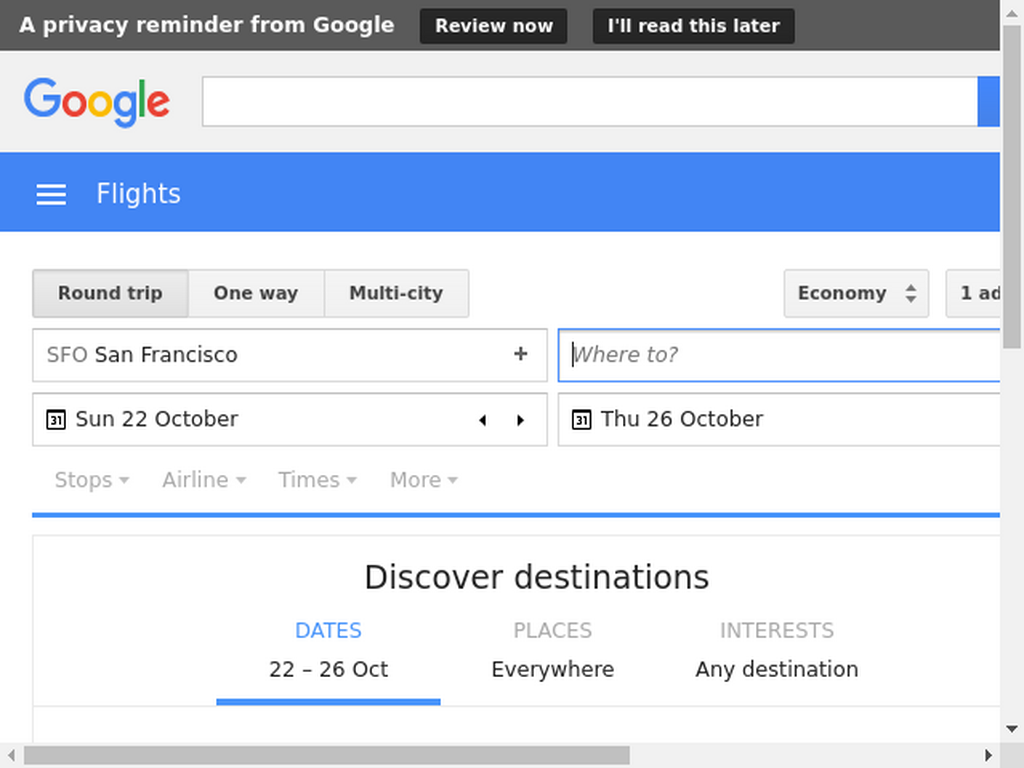 A privacy reminder from Google Review now I'll read this later
Google
Flights
Round trip One way Multi-city Economy 1 ad
SFO San Francisco + Where to?
31 Sun 22 October 31 Thu 26 October
Stops Airline Times More
Discover destinations
DATES PLACES INTERESTS
22 – 26 Oct Everywhere Any destination